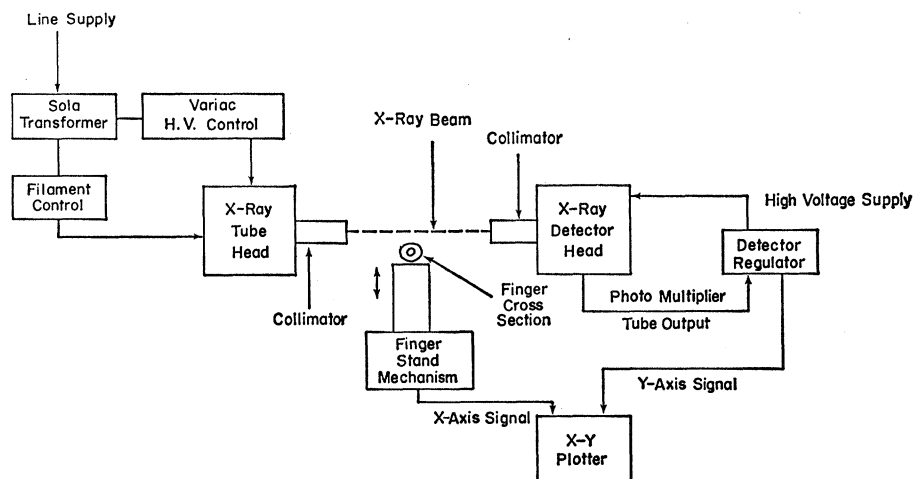 Line Supply
Sola
Transformer
Variac
H.V. Control
X-Ray Beam
Collimator
Filament
Control
X-Ray
Tube
Head
X-Ray
Detector
Head
High Voltage Supply
Detector
Regulator
Collimator
Finger
Cross
Section
Photo Multiplier
Tube Output
Finger
Stand
Mechanism
Y-Axis Signal
X-Axis Signal
X-Y
Plotter